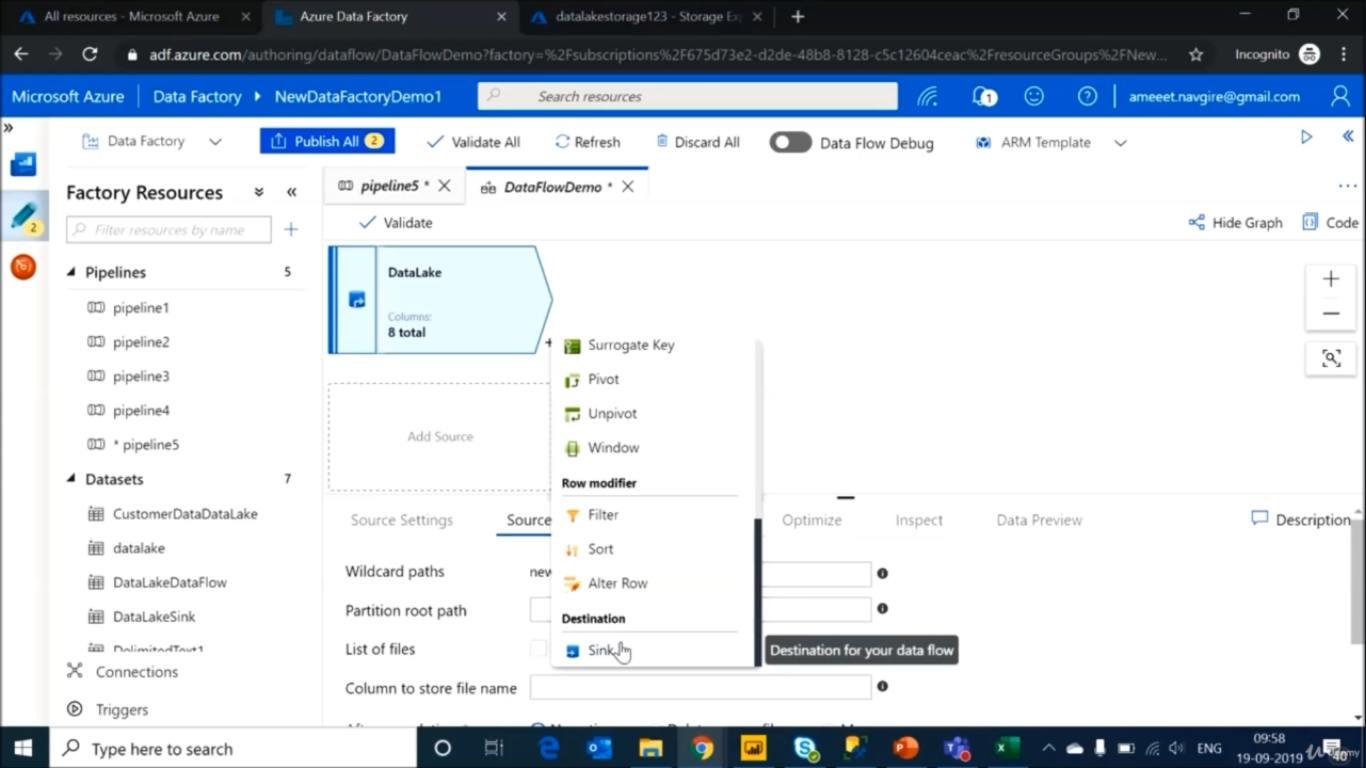 All resources - Microsoft Azure
Azure Data Factory
datalakestorage123 - Storage Exp
adf.azure.com/authoring/dataflow/DataFlowDemo?factory=%2Fsubscriptions%2F675d73e2-d2de-48b8-8128-c5c12604ceac%2FresourceGroups%2FNew...
Incognito
Microsoft Azure
Data Factory
NewDataFactoryDemo1
Search resources
1
ameeet.navgire@gmail.com
Data Factory
Publish All 2
Validate All
Refresh
Discard All
Data Flow Debug
ARM Template
Factory Resources
pipeline5 *
DataFlowDemo *
2
Filter resources by name
Validate
Hide Graph
Code
Pipelines 5
pipeline1
pipeline2
pipeline3
pipeline4
* pipeline5
Datasets 7
CustomerDataDataLake
datalake
DataLakeDataFlow
DataLakeSink
DelimitedText1
Connections
Triggers
DataLake
Columns:
8 total
Add Source
Surrogate Key
Pivot
Unpivot
Window
Row modifier
Filter
Sort
Alter Row
Destination
Sink
Destination for your data flow
Source Settings
Source
Optimize
Inspect
Data Preview
Description
Wildcard paths
new
Partition root path
List of files
Column to store file name
Type here to search
ENG
09:58
19-09-2019
40